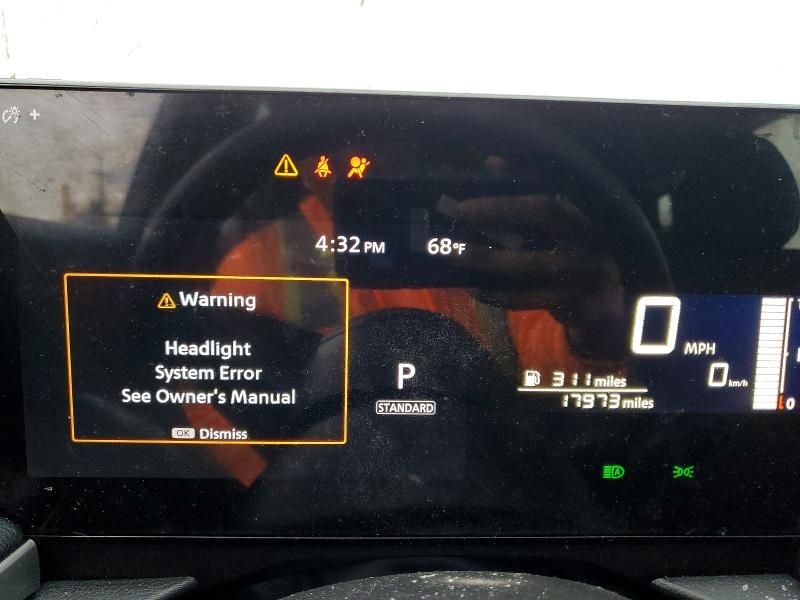 4:32 PM 68°F
Warning
Headlight
System Error
See Owner's Manual
OK Dismiss
P
STANDARD
0 MPH
0 km/h
311 miles
17973 miles
0
A